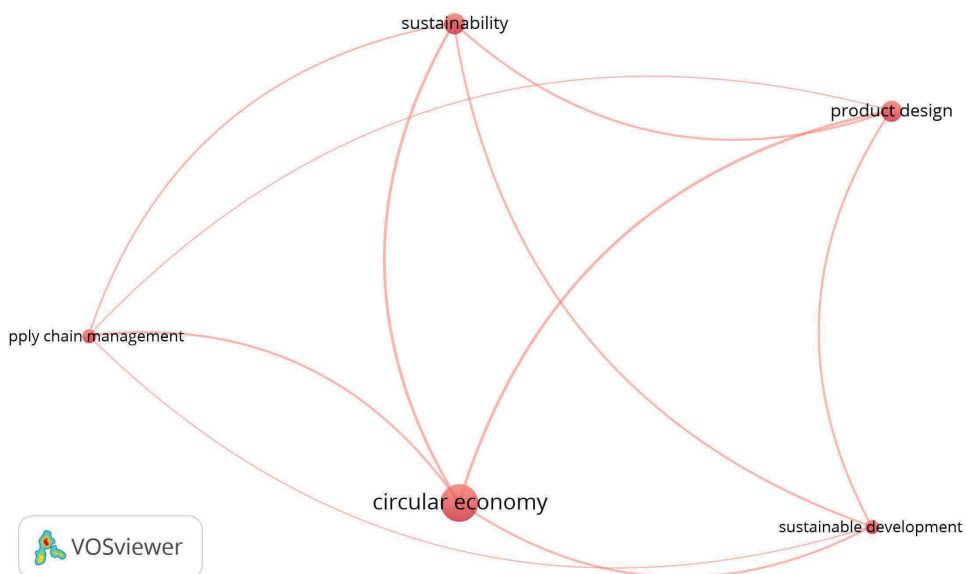 sustainability
product design
pply chain management
circular economy
sustainable development
VOSviewer